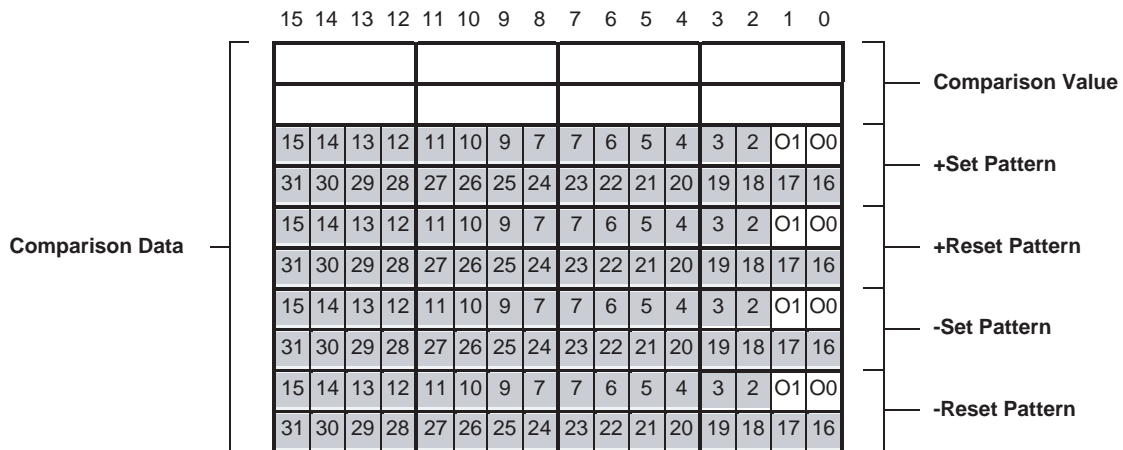 15 14 13 12 11 10 9 8 7 6 5 4 3 2 1 0
Comparison Value
15 14 13 12 11 10 9 7 7 6 5 4 3 2 O1 O0
+Set Pattern
31 30 29 28 27 26 25 24 23 22 21 20 19 18 17 16
15 14 13 12 11 10 9 7 7 6 5 4 3 2 O1 O0
Comparison Data
+Reset Pattern
31 30 29 28 27 26 25 24 23 22 21 20 19 18 17 16
15 14 13 12 11 10 9 7 7 6 5 4 3 2 O1 O0
-Set Pattern
31 30 29 28 27 26 25 24 23 22 21 20 19 18 17 16
15 14 13 12 11 10 9 7 7 6 5 4 3 2 O1 O0
-Reset Pattern
31 30 29 28 27 26 25 24 23 22 21 20 19 18 17 16